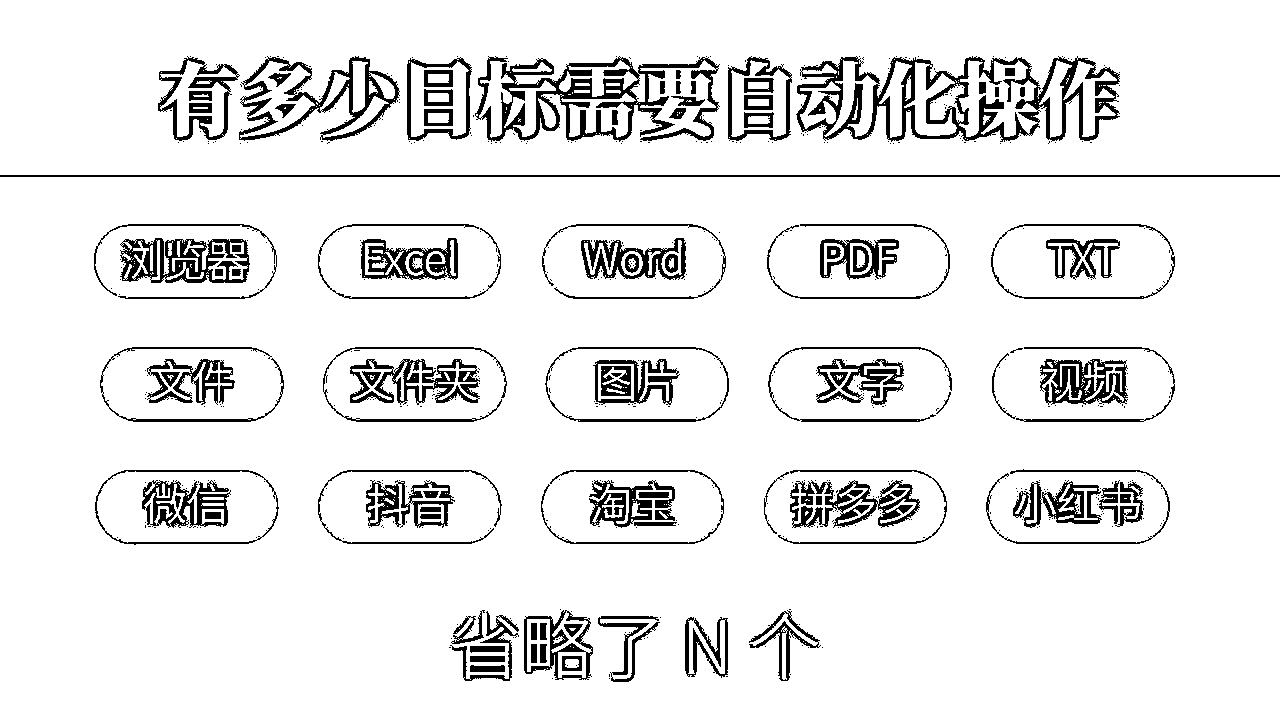 有多少目标需要自动化操作
浏览器 Excel Word PDF TXT
文件 文件夹 图片 文字 视频
微信 抖音 淘宝 拼多多 小红书
省略了 N 个